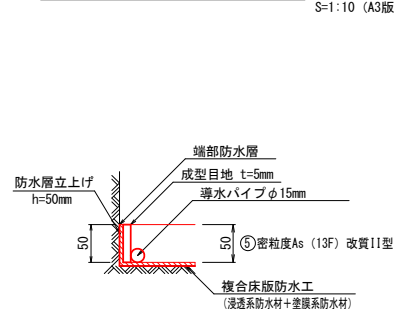 S=1:10 (A3版
端部防水層
成型目地 t=5mm
防水層立上げ
h=50mm
導水パイプφ15mm
50
50
⑤密粒度As (13F) 改質II型
複合床版防水工
(浸透系防水材+塗膜系防水材)